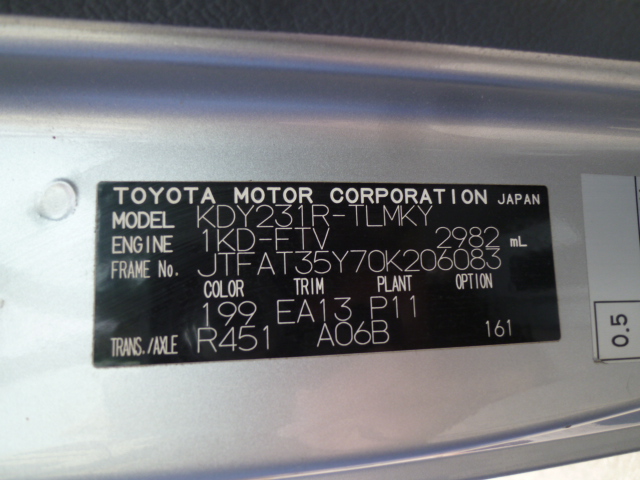 TOYOTA MOTOR CORPORATION JAPAN
MODEL KDY231R-TLMKY
ENGINE 1KD-FTV 2982 mL
FRAME No. JTFAT35Y70K206083
COLOR TRIM PLANT OPTION
199 EA13 P11
TRANS./AXLE R451 A06B 161
0.5